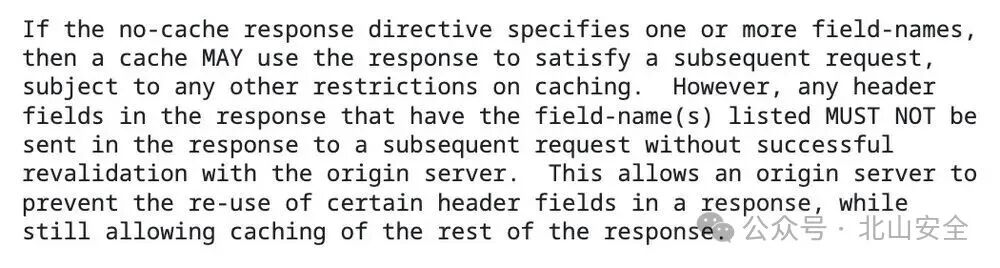 If the no-cache response directive specifies one or more field-names,
then a cache MAY use the response to satisfy a subsequent request,
subject to any other restrictions on caching.  However, any header
fields in the response that have the field-name(s) listed MUST NOT be
sent in the response to a subsequent request without successful
revalidation with the origin server.  This allows an origin server to
prevent the re-use of certain header fields in a response, while
still allowing caching of the rest of the response.
公众号 · 北山安全